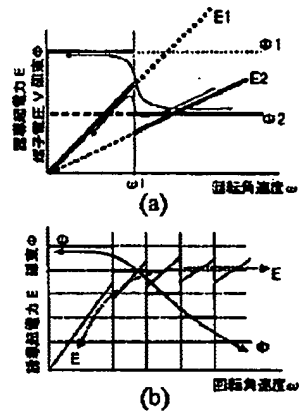 誘導起電力 E
端子電圧 V 磁束 Φ
E1
Φ1
E2
Φ2
ω1
回転角速度 ω
(a)
誘導起電力 E 磁束 Φ
Φ
E
E
Φ
回転角速度 ω
(b)